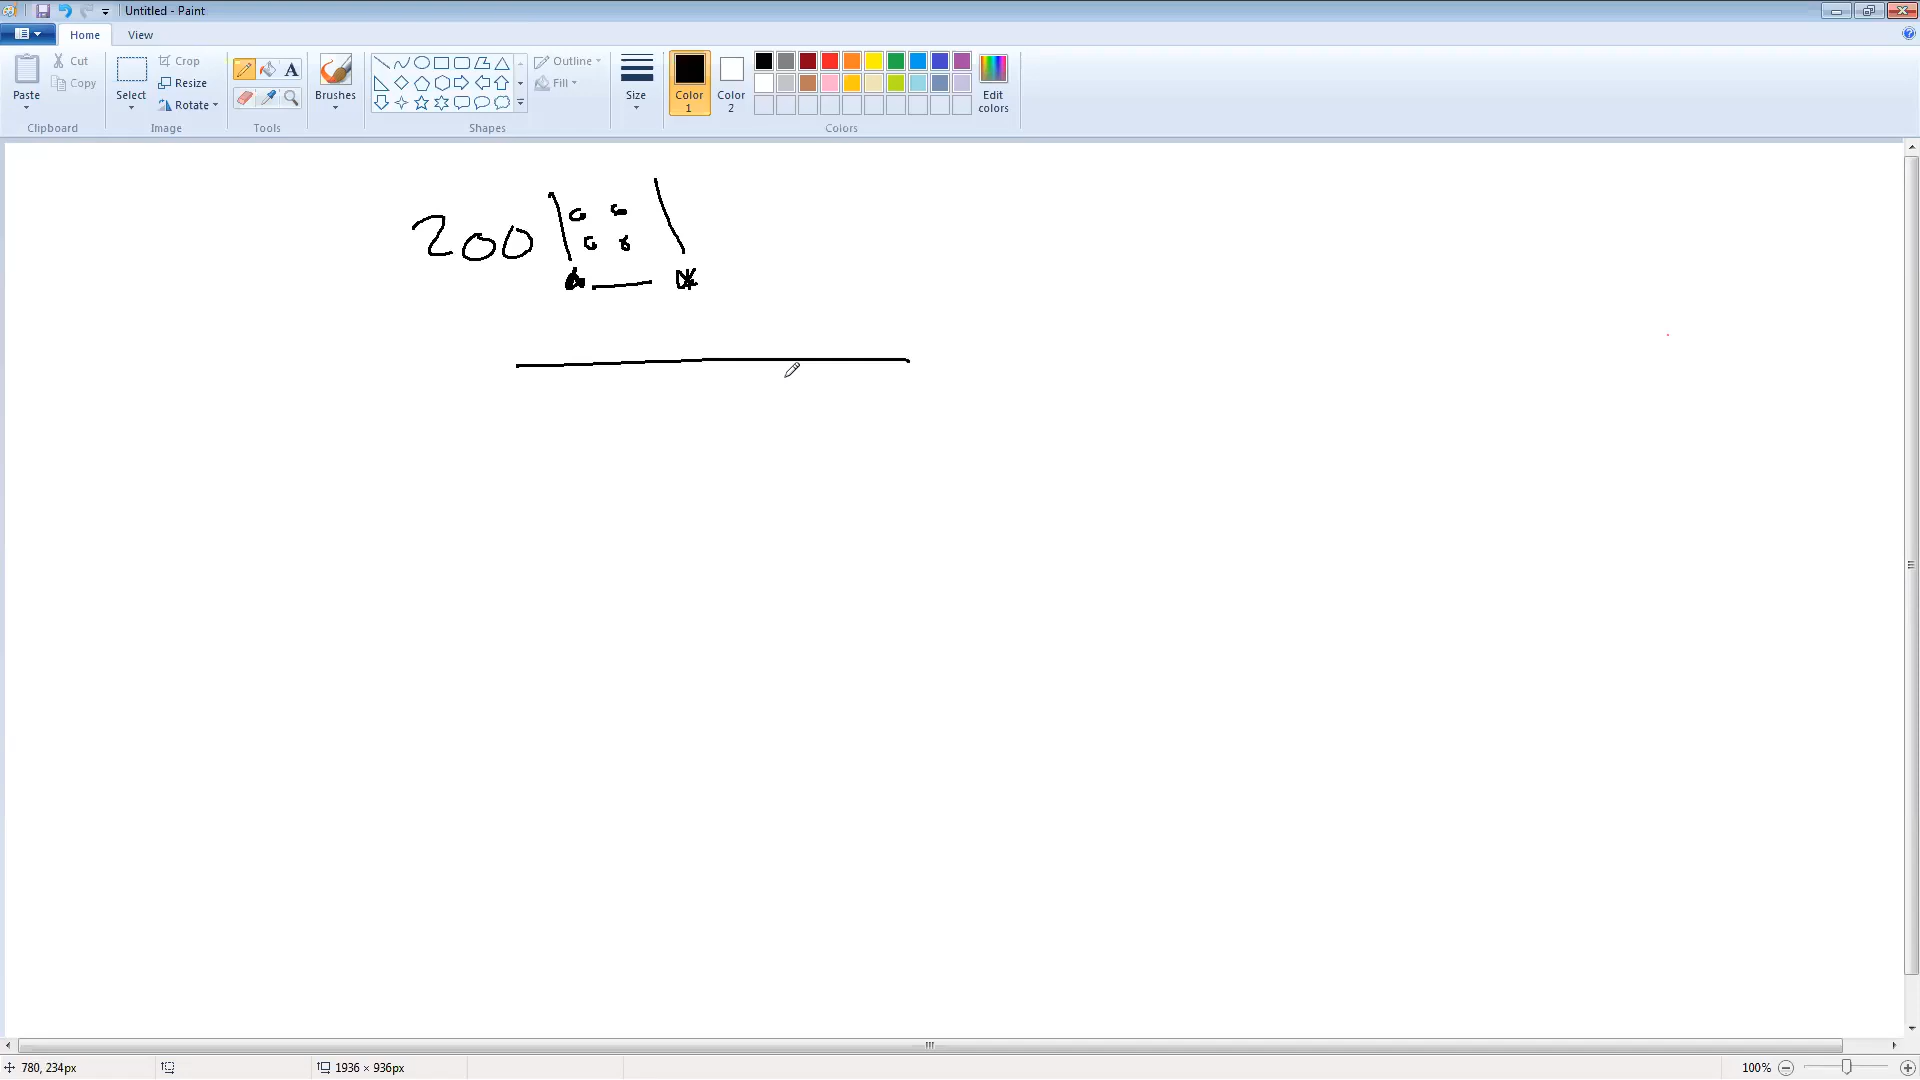 Untitled - Paint
Home View
Paste
Cut
Copy
Clipboard
Select
Crop
Resize
Rotate
Image
Tools
Brushes
Shapes
Outline
Fill
Size
Color 1
Color 2
Edit colors
Colors
200
780, 234px
1936 × 936px
100%